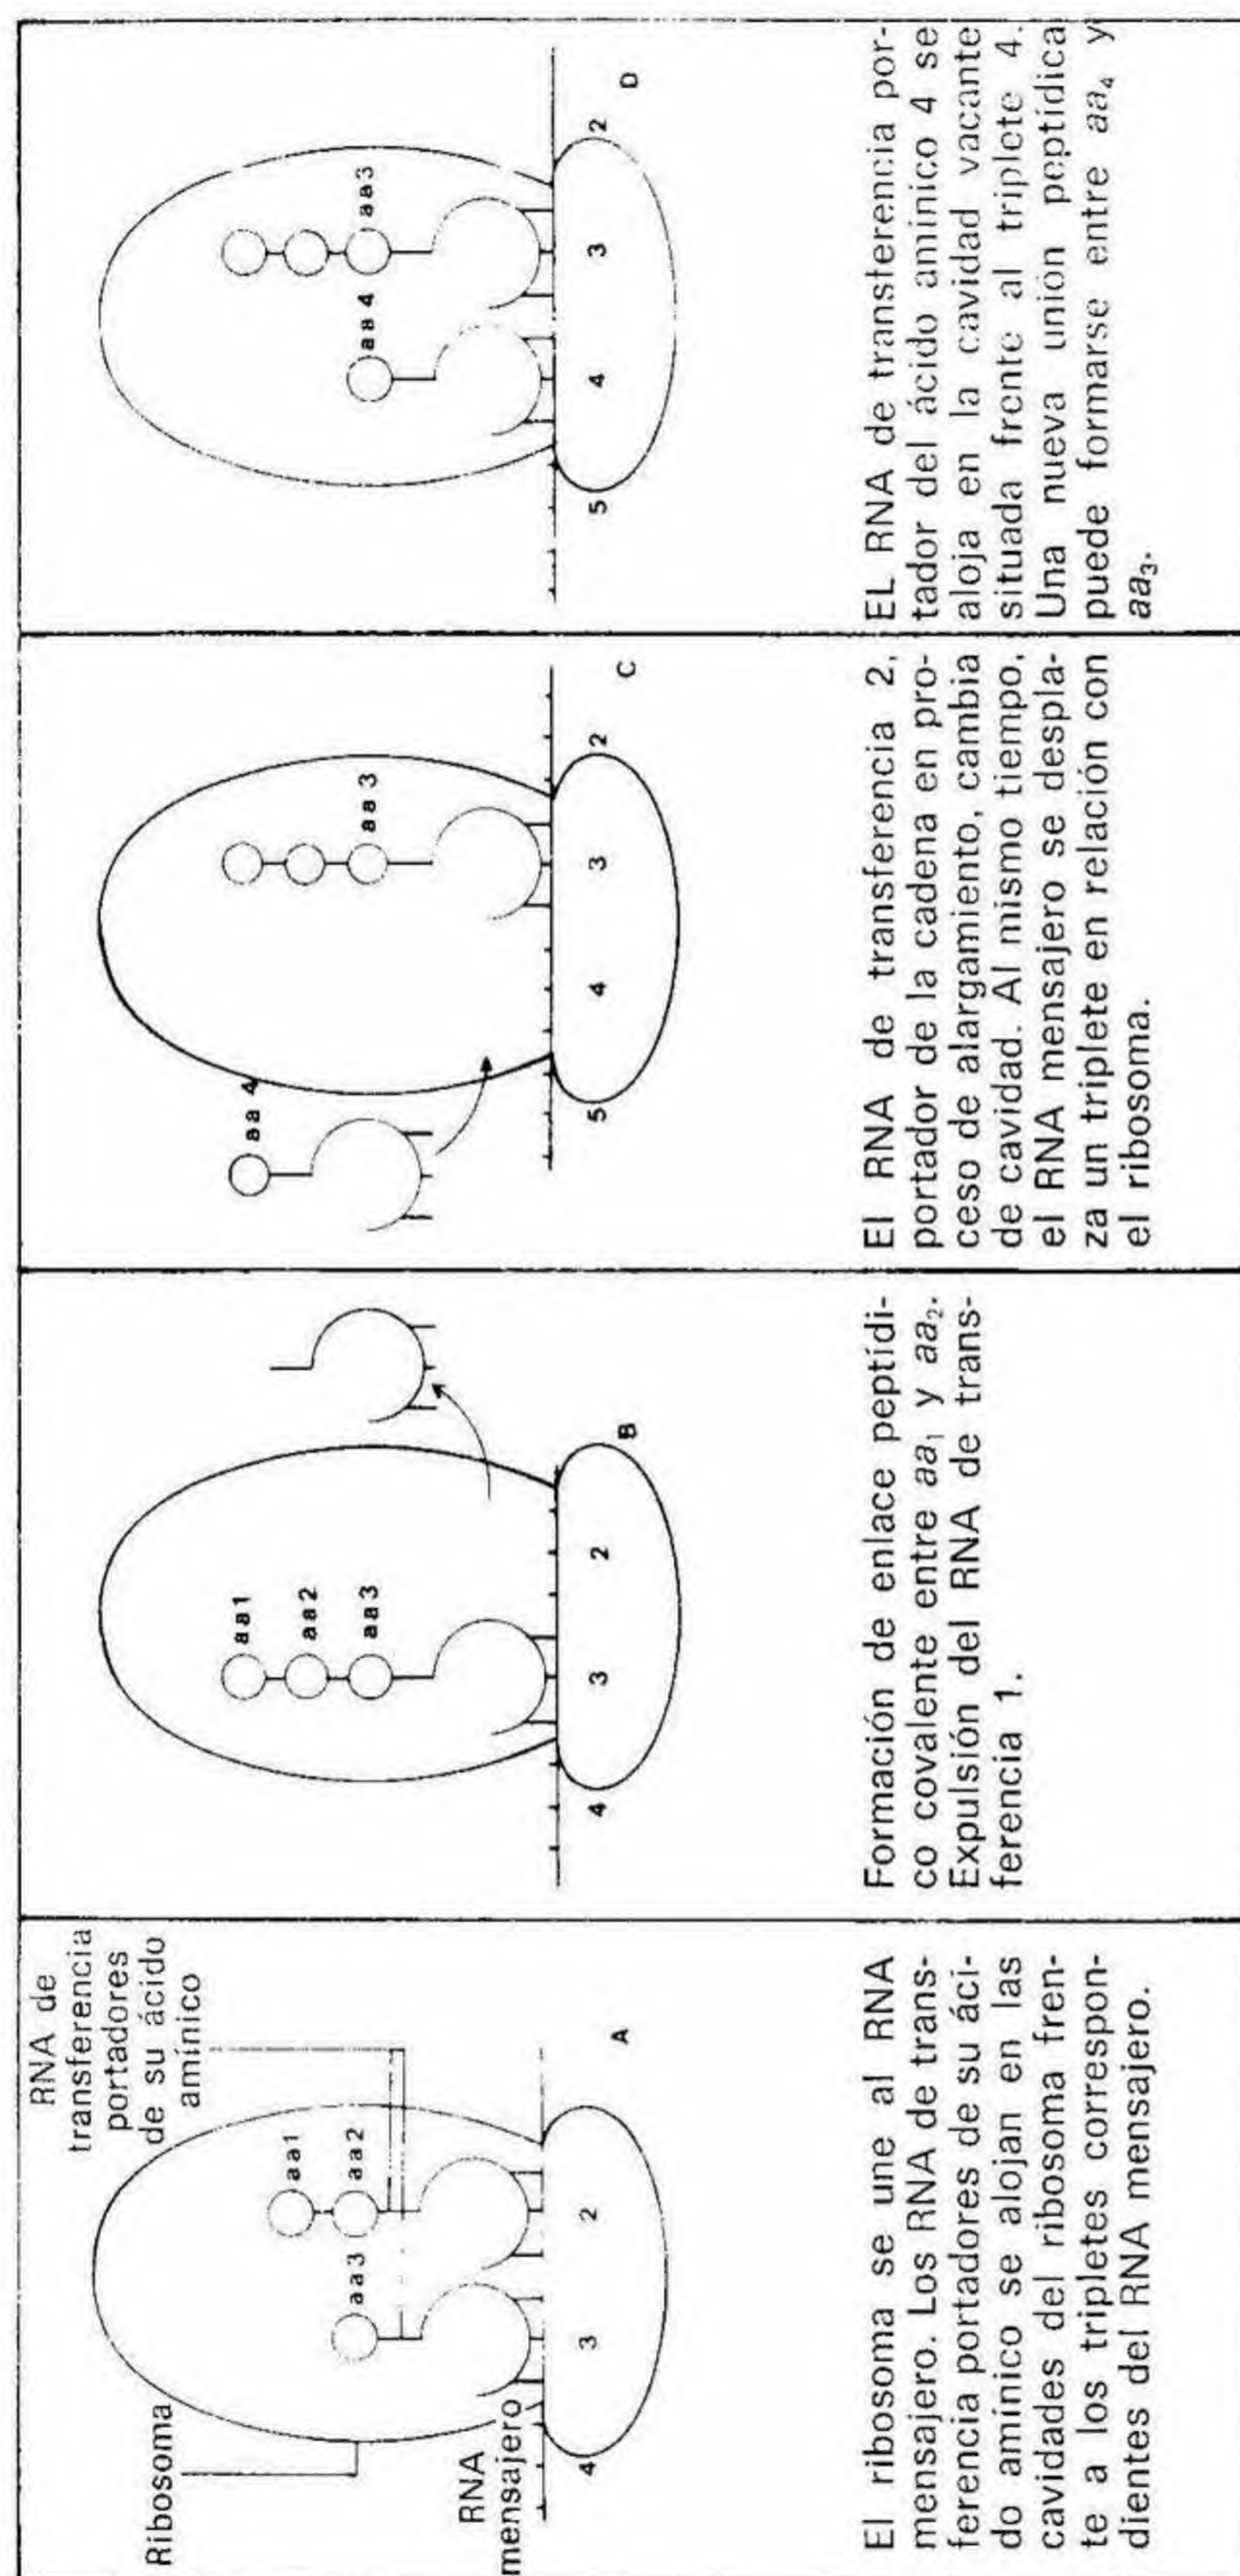 RNA de
transferencia
portadores
de su ácido
amínico
Ribosoma
RNA
mensajero
aa1
aa2
aa3
4
3
2
A
El ribosoma se une al RNA
mensajero. Los RNA de trans-
ferencia portadores de su áci-
do amínico se alojan en las
cavidades del ribosoma fren-
te a los tripletes correspon-
dientes del RNA mensajero.
aa1
aa2
aa3
4
3
2
B
Formación de enlace peptídi-
co covalente entre aa₁ y aa₂.
Expulsión del RNA de trans-
ferencia 1.
aa 4
aa 3
5
4
3
2
C
El RNA de transferencia 2,
portador de la cadena en pro-
ceso de alargamiento, cambia
de cavidad. Al mismo tiempo,
el RNA mensajero se despla-
za un triplete en relación con
el ribosoma.
aa 4
aa3
5
4
3
2
D
EL RNA de transferencia por-
tador del ácido amínico 4 se
aloja en la cavidad vacante
situada frente al triplete 4.
Una nueva unión peptídica
puede formarse entre aa₄ y
aa₃.